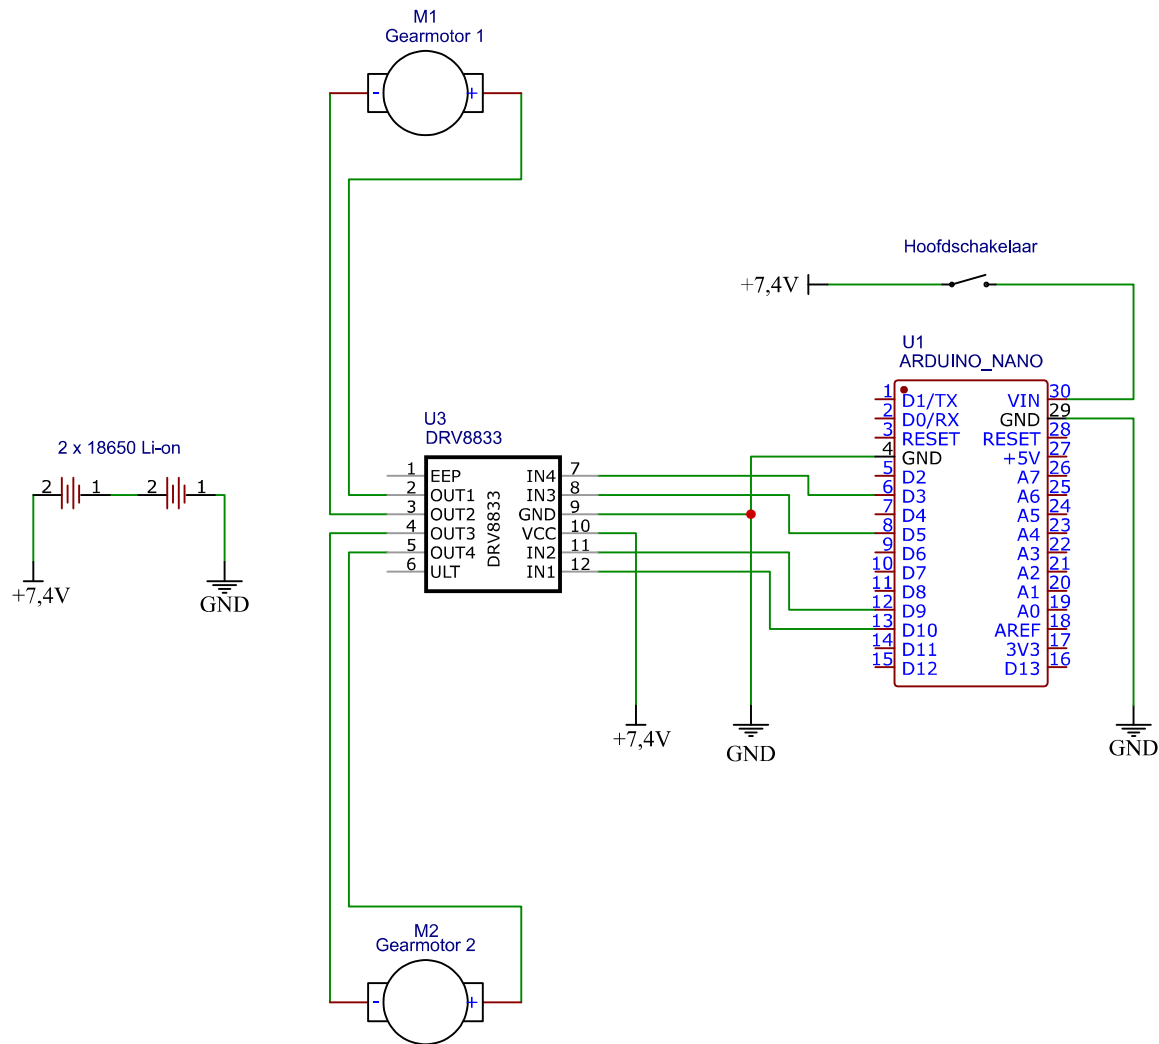 M1
Gearmotor 1
-
+
Hoofdschakelaar
+7,4V
U1
ARDUINO_NANO
1 D1/TX VIN 30
2 D0/RX GND 29
3 RESET RESET 28
4 GND +5V 27
5 D2 A7 26
6 D3 A6 25
7 D4 A5 24
8 D5 A4 23
9 D6 A3 22
10 D7 A2 21
11 D8 A1 20
12 D9 A0 19
13 D10 AREF 18
14 D11 3V3 17
15 D12 D13 16
GND
U3
DRV8833
1 EEP IN4 7
2 OUT1 IN3 8
3 OUT2 GND 9
4 OUT3 VCC 10
5 OUT4 IN2 11
6 ULT IN1 12
DRV8833
+7,4V
GND
2 x 18650 Li-on
2 1 2 1
+7,4V
GND
M2
Gearmotor 2
-
+